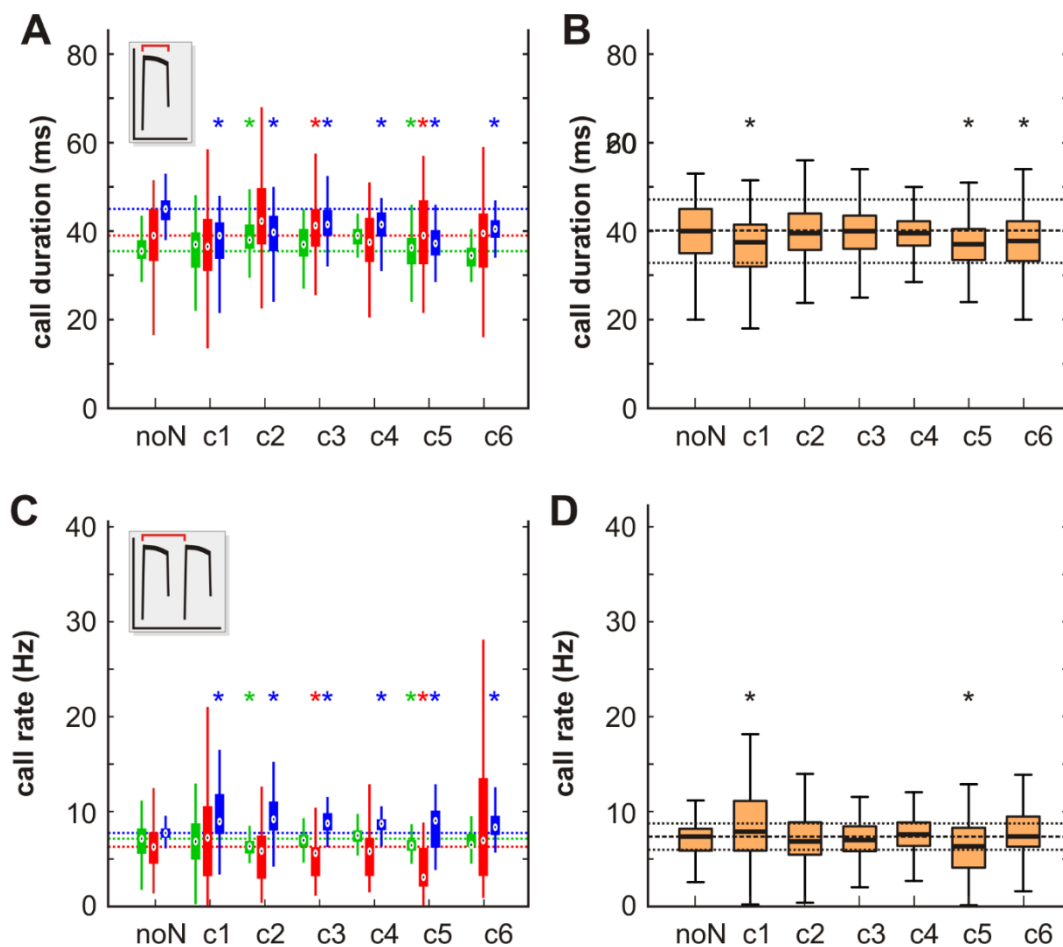 A
call duration (ms)
80
60
40
20
0
* * * * * * * * * *
noN c1 c2 c3 c4 c5 c6
B
call duration (ms)
80
60
40
20
0
* * *
noN c1 c2 c3 c4 c5 c6
C
call rate (Hz)
40
30
20
10
0
* * * * * * * * * *
noN c1 c2 c3 c4 c5 c6
D
call rate (Hz)
40
30
20
10
0
* *
noN c1 c2 c3 c4 c5 c6